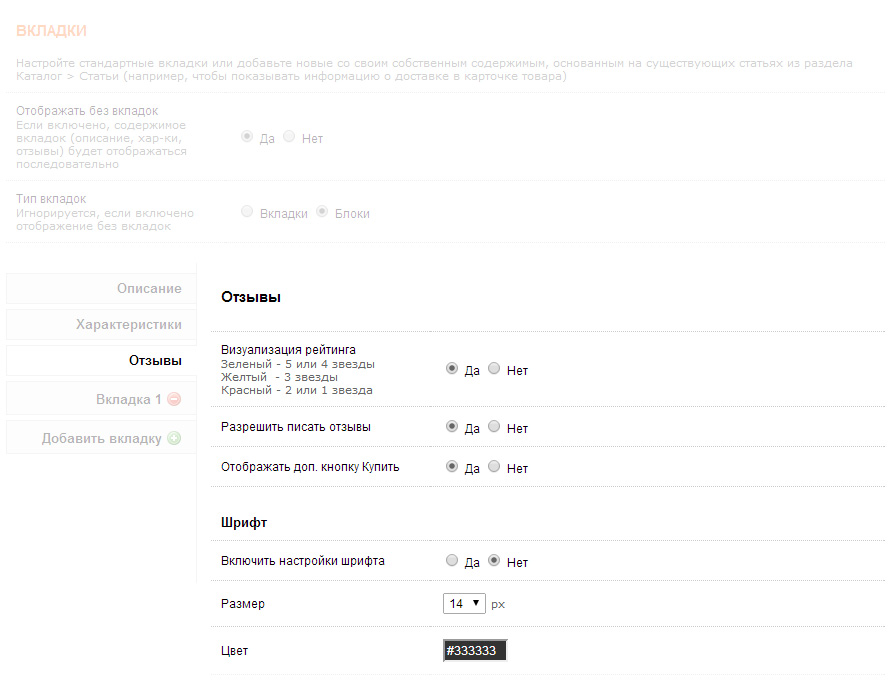 ВКЛАДКИ
Настройте стандартные вкладки или добавьте новые со своим собственным содержимым, основанным на существующих статьях из раздела
Каталог > Статьи (например, чтобы показывать информацию о доставке в карточке товара)
Отображать без вкладок
Если включено, содержимое
вкладок (описание, хар-ки,
отзывы) будет отображаться
последовательно
Да Нет
Тип вкладок
Игнорируется, если включено
отображение без вкладок
Вкладки Блоки
Описание
Характеристики
Отзывы
Вкладка 1
Добавить вкладку
Отзывы
Визуализация рейтинга
Зеленый - 5 или 4 звезды
Желтый - 3 звезды
Красный - 2 или 1 звезда
Да Нет
Разрешить писать отзывы
Да Нет
Отображать доп. кнопку Купить
Да Нет
Шрифт
Включить настройки шрифта
Да Нет
Размер
14 px
Цвет
#333333